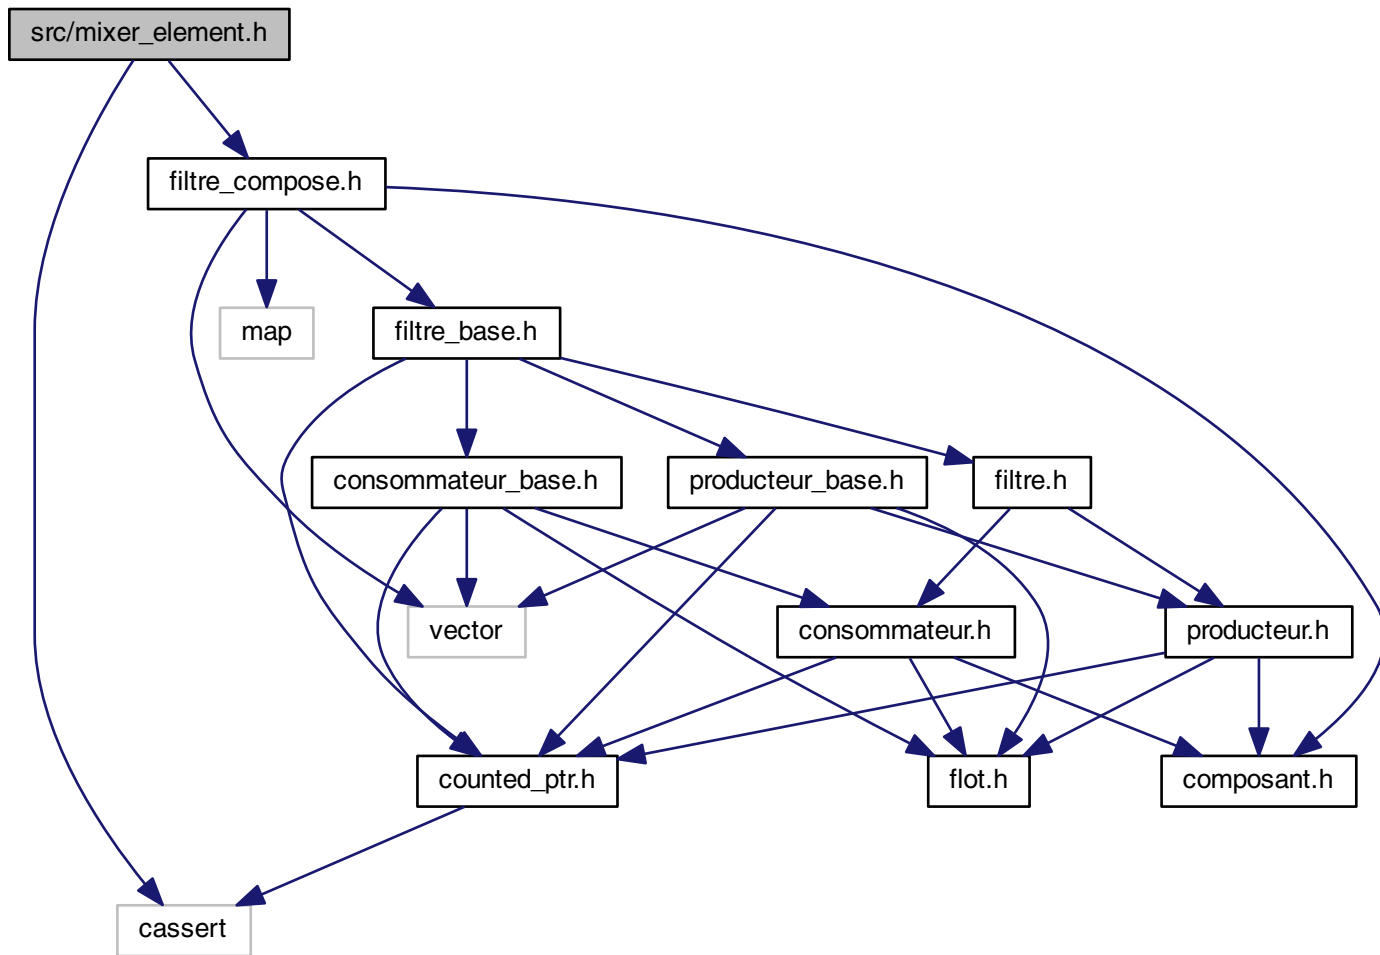 src/mixer_element.h
filtre_compose.h
map
filtre_base.h
consommateur_base.h
producteur_base.h
filtre.h
vector
consommateur.h
producteur.h
counted_ptr.h
flot.h
composant.h
cassert